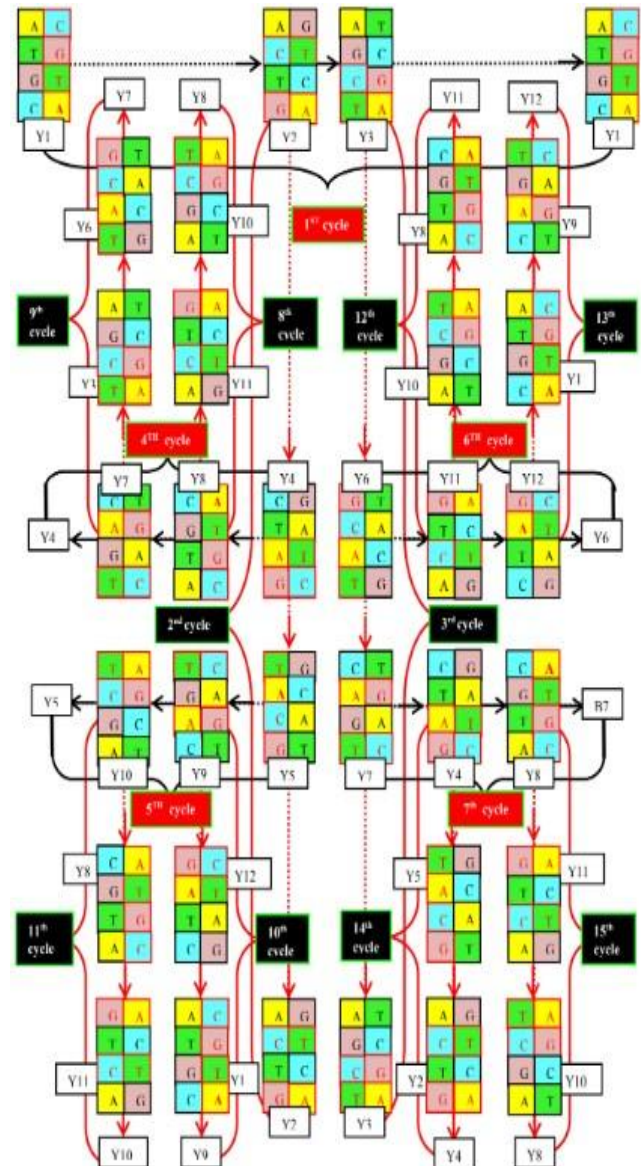 A C A G A T A C
T G C T G C T G
G T T C C G G T
C A G A T A C A
Y7 Y8 Y11 Y12
Y1 Y2 Y3 Y1
G T T A C A T C
C A C G G T G A
A C G C T G A G
T G A T A C C T
1ST cycle
Y6 Y10 Y8 Y9
A T G A T A A C
G C T C C G T G
C G C T G C G T
T A A G A T C A
9th cycle
8th cycle
12th cycle
13th cycle
Y3 Y11 Y10 Y1
4TH cycle
6TH cycle
Y7 Y8 Y4 Y6 Y11 Y12
C T C A C G G T G A G C
A G G T T A C A T C A T
G A T G A T A C C T T A
T C A C G C T G A G C G
Y4 Y6
2nd cycle
3rd cycle
T A T C T G C T C G C A
C G G A A C A G T A G T
G C A G C A G A A T T G
A T C T G T T C G C A C
Y5 B7
Y10 Y9 Y5 Y7 Y4 Y8
5TH cycle
7th cycle
C A G C T G G A
G T A T A C T C
T G T A C A C T
A C C G G T A G
Y8 Y12 Y5 Y11
11th cycle
10th cycle
14th cycle
15th cycle
G A A C A G A T A G T A
T C T G C T G C C T C G
C T G T T C C G T C G C
A G C A G A T A G A A T
Y11 Y1 Y2 Y10
Y2 Y3
Y10 Y9 Y4 Y8